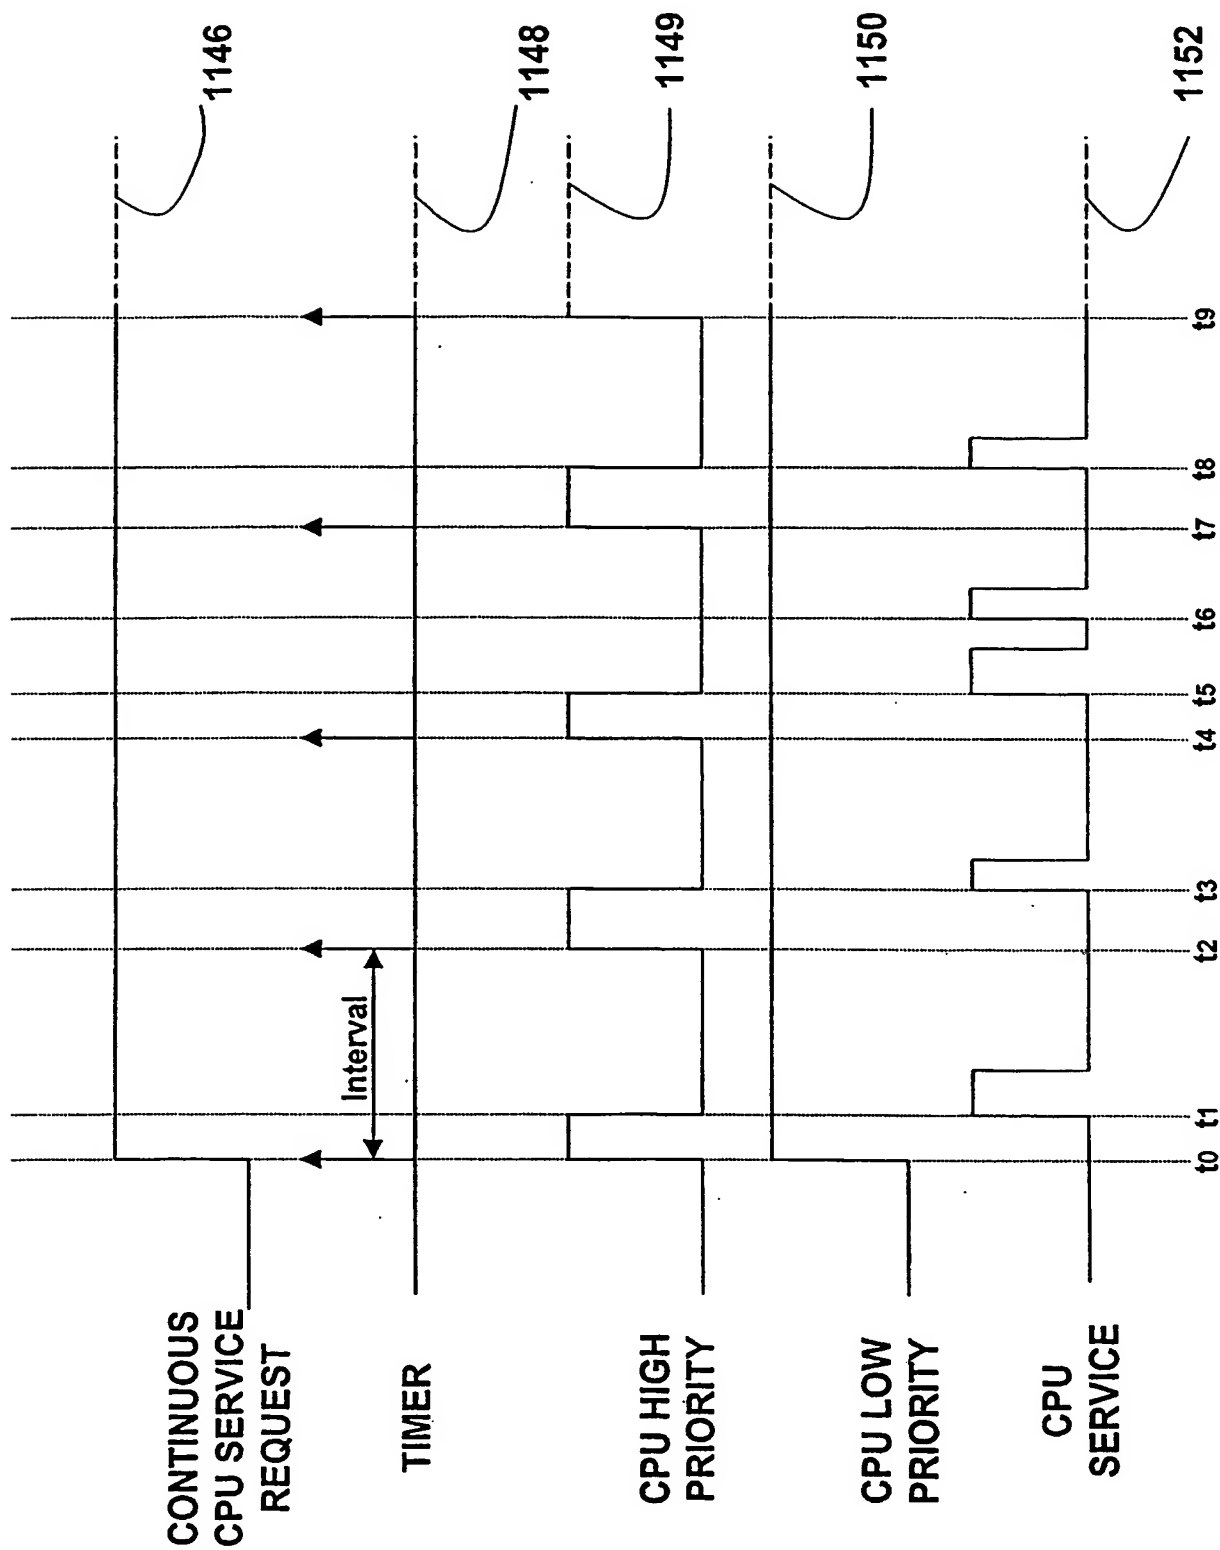 CONTINUOUS
CPU SERVICE
REQUEST
1146
TIMER
Interval
1148
CPU HIGH
PRIORITY
1149
CPU LOW
PRIORITY
1150
CPU
SERVICE
1152
t0
t1
t2
t3
t4
t5
t6
t7
t8
t9